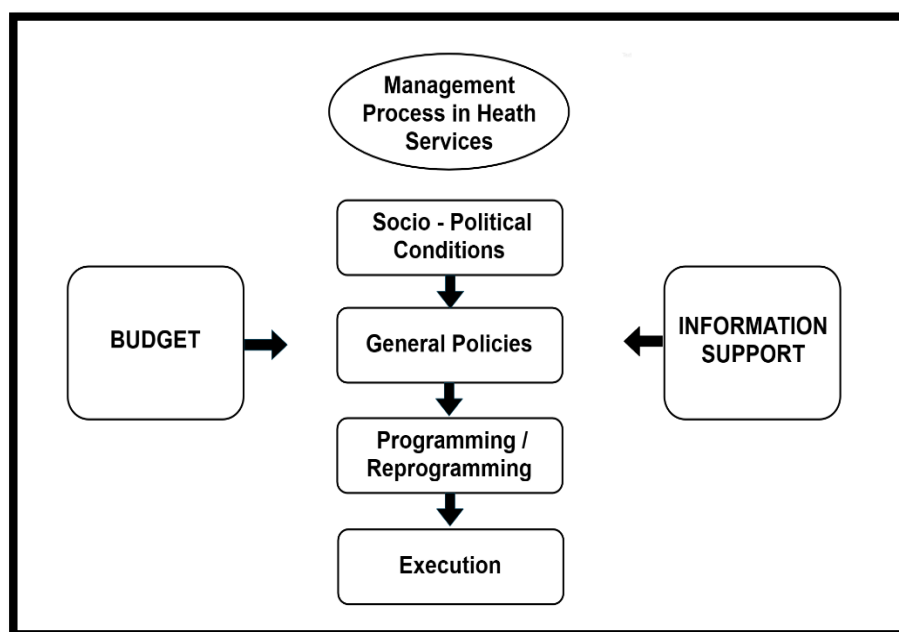 Management
Process in Heath
Services
Socio - Political
Conditions
BUDGET
General Policies
INFORMATION
SUPPORT
Programming /
Reprogramming
Execution